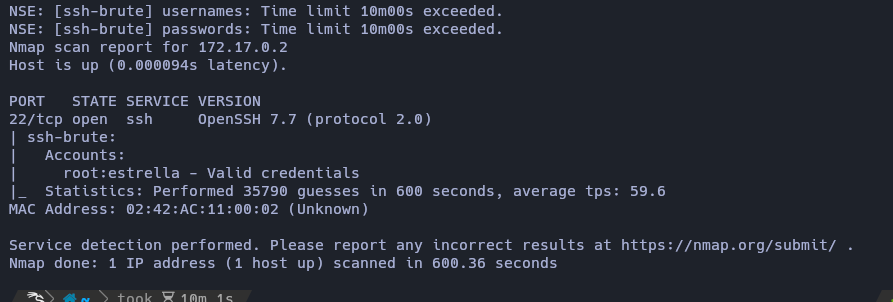 NSE: [ssh-brute] usernames: Time limit 10m00s exceeded.
NSE: [ssh-brute] passwords: Time limit 10m00s exceeded.
Nmap scan report for 172.17.0.2
Host is up (0.000094s latency).
PORT   STATE SERVICE VERSION
22/tcp open  ssh     OpenSSH 7.7 (protocol 2.0)
| ssh-brute:
|   Accounts:
|     root:estrella - Valid credentials
|_  Statistics: Performed 35790 guesses in 600 seconds, average tps: 59.6
MAC Address: 02:42:AC:11:00:02 (Unknown)
Service detection performed. Please report any incorrect results at https://nmap.org/submit/ .
Nmap done: 1 IP address (1 host up) scanned in 600.36 seconds
~ took 10m 1s